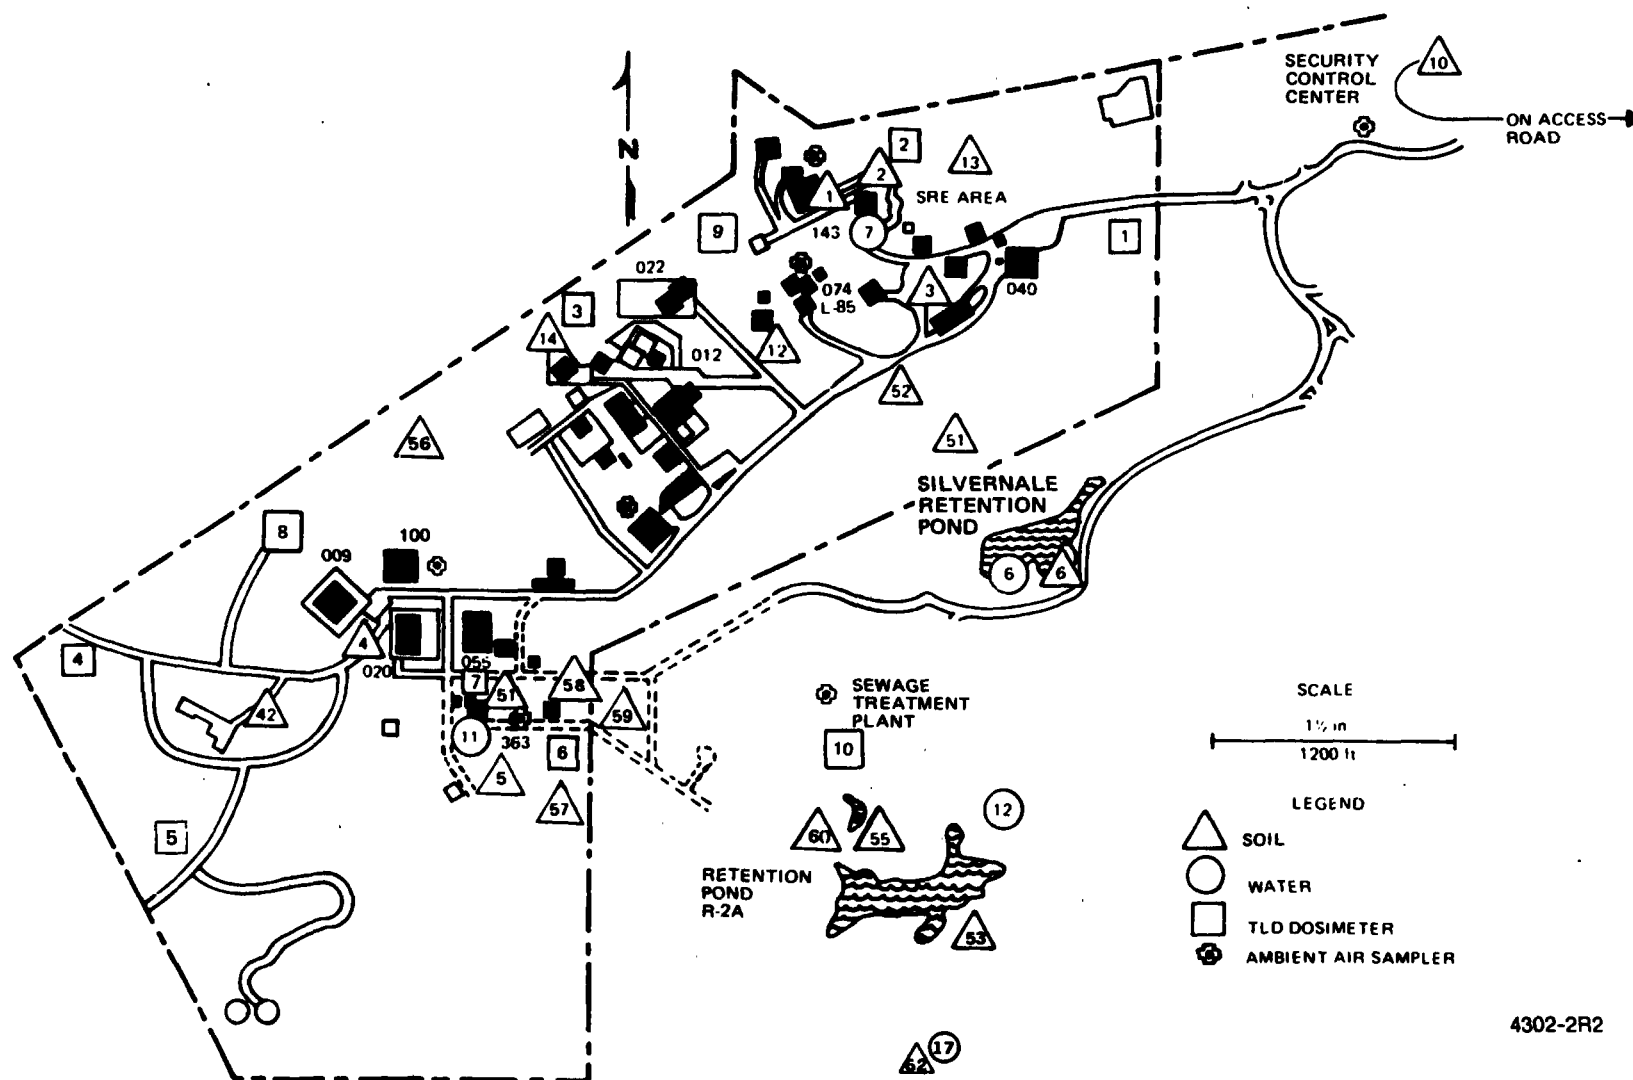 SECURITY
CONTROL
CENTER
10
ON ACCESS
ROAD
N
2
2
13
1
SRE AREA
9
143
7
1
022
074
L-85
3
040
3
14
012
12
52
56
51
SILVERNALE
RETENTION
POND
8
100
009
6
6
4
4
020
055
7
51
58
59
42
11
363
6
5
57
5
SEWAGE
TREATMENT
PLANT
10
12
60
55
RETENTION
POND
R-2A
53
62
17
SCALE
1½ in
1200 ft
LEGEND
SOIL
WATER
TLD DOSIMETER
AMBIENT AIR SAMPLER
4302-2R2